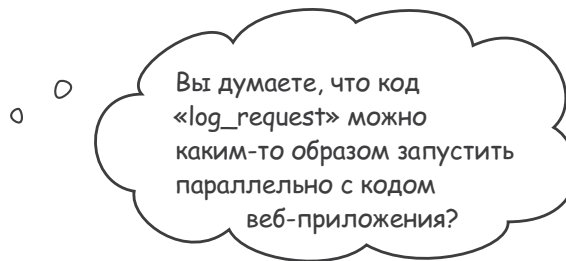 Вы думаете, что код
«log_request» можно
каким-то образом запустить
параллельно с кодом
веб-приложения?